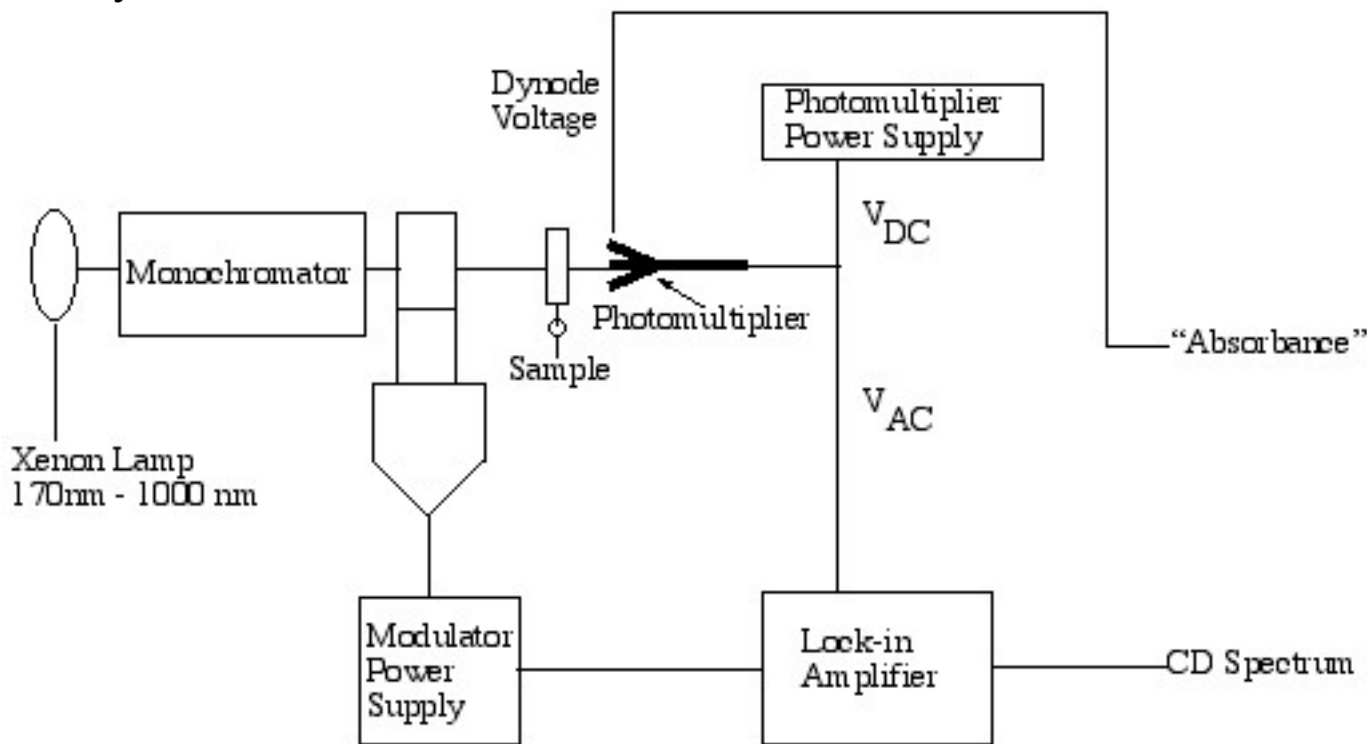 Dynode
Voltage
Photomultiplier
Power Supply
V
DC
Monochromator
Photomultiplier
"Absorbance"
Sample
V
AC
Xenon Lamp
170nm - 1000 nm
Modulator
Power
Supply
Lock-in
Amplifier
CD Spectrum